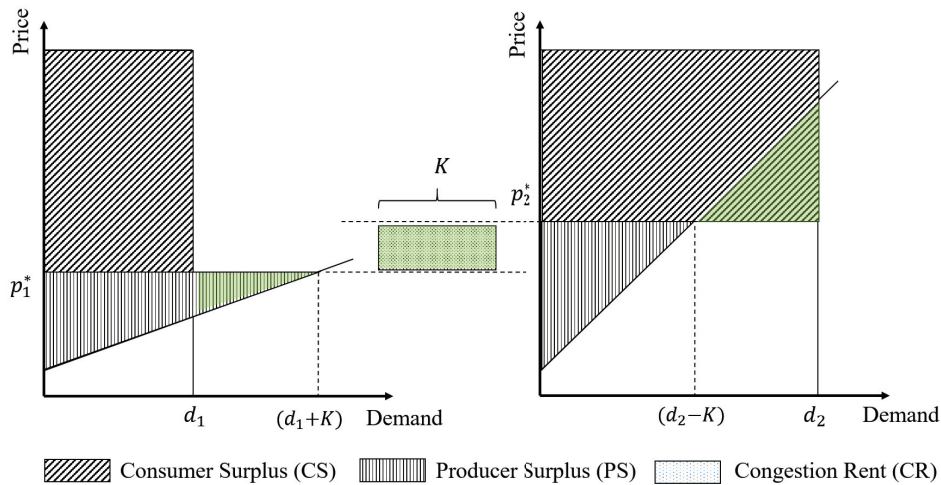 Price
Price
K
p₂*
p₁*
d₁
(d₁+K)
Demand
(d₂−K)
d₂
Demand
Consumer Surplus (CS)
Producer Surplus (PS)
Congestion Rent (CR)